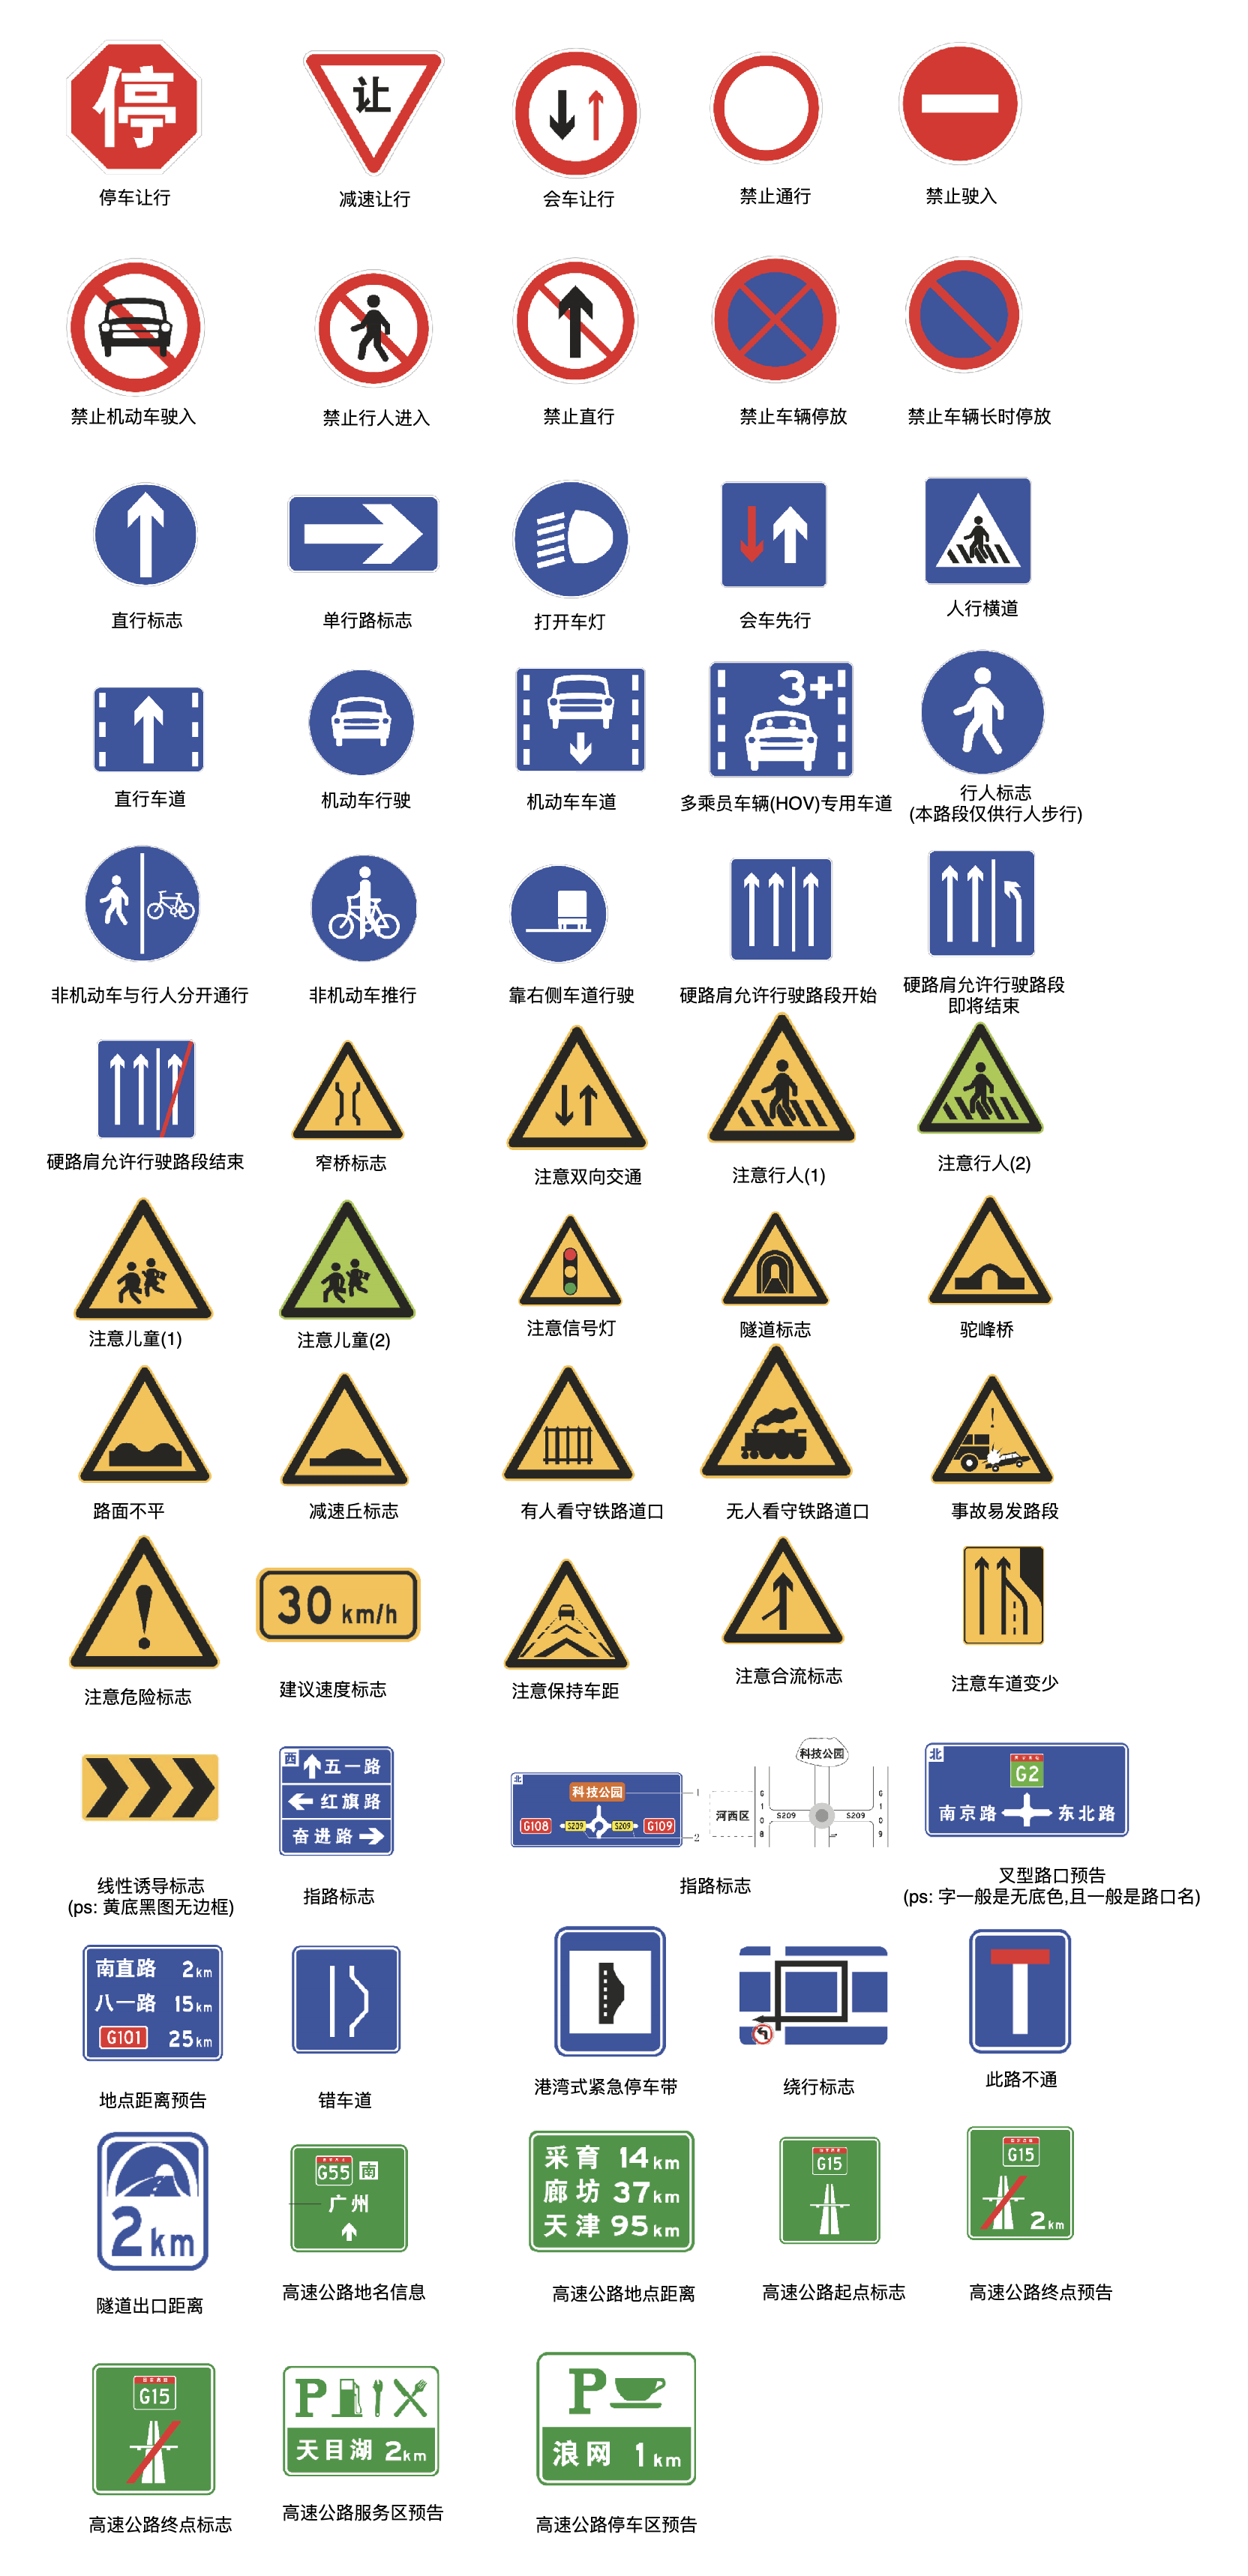 停
让
停车让行
减速让行
会车让行
禁止通行
禁止驶入
禁止机动车驶入
禁止行人进入
禁止直行
禁止车辆停放
禁止车辆长时停放
直行标志
单行路标志
打开车灯
会车先行
人行横道
3+
直行车道
机动车行驶
机动车车道
多乘员车辆(HOV)专用车道
行人标志
(本路段仅供行人步行)
非机动车与行人分开通行
非机动车推行
靠右侧车道行驶
硬路肩允许行驶路段开始
硬路肩允许行驶路段
即将结束
硬路肩允许行驶路段结束
窄桥标志
注意双向交通
注意行人(1)
注意行人(2)
注意儿童(1)
注意儿童(2)
注意信号灯
隧道标志
驼峰桥
!
路面不平
减速丘标志
有人看守铁路道口
无人看守铁路道口
事故易发路段
!
30 km/h
注意危险标志
建议速度标志
注意保持车距
注意合流标志
注意车道变少
西
五一路
红旗路
奋进路
北
科技公园
G108
S209
S209
G109
1
2
科技公园
河西区
G108
S209
S209
G109
北
G2
南京路
东北路
线性诱导标志
(ps: 黄底黑图无边框)
指路标志
指路标志
叉型路口预告
(ps: 字一般是无底色,且一般是路口名)
南直路 2km
八一路 15km
G101 25km
地点距离预告
错车道
港湾式紧急停车带
绕行标志
此路不通
2km
G55 南
广州
采育 14km
廊坊 37km
天津 95km
G15
G15
2km
隧道出口距离
高速公路地名信息
高速公路地点距离
高速公路起点标志
高速公路终点预告
G15
P
天目湖 2km
P
浪网 1km
高速公路终点标志
高速公路服务区预告
高速公路停车区预告